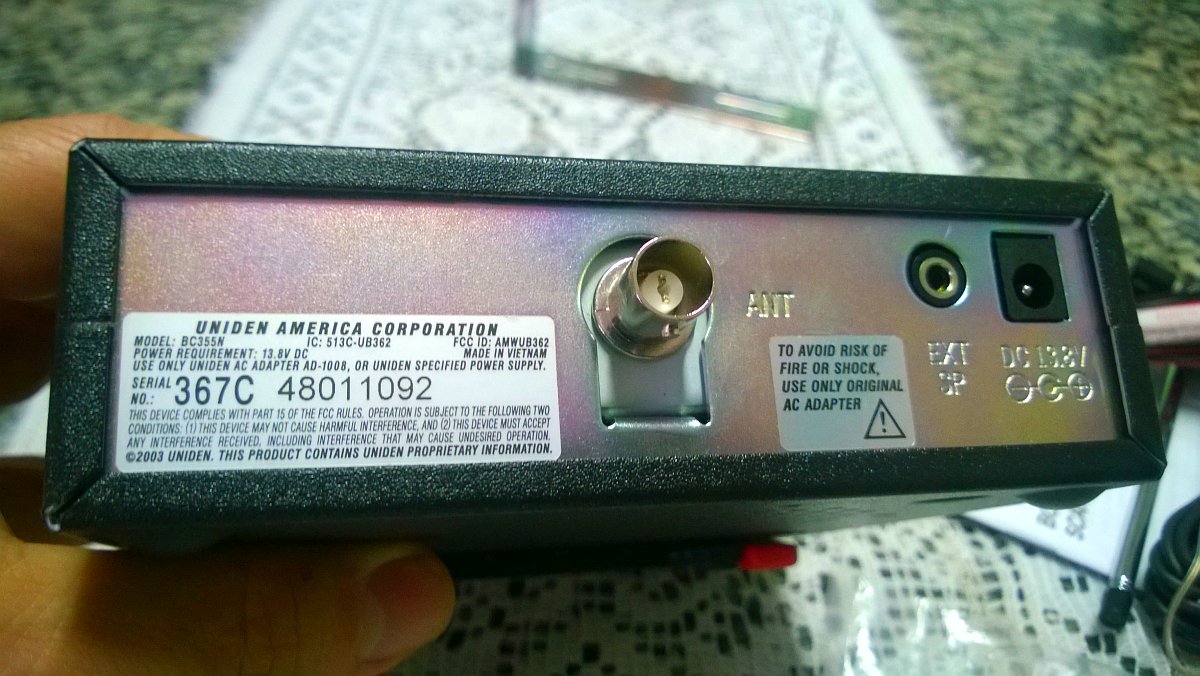 UNIDEN AMERICA CORPORATION
MODEL: BC355N IC: 513C-UB362 FCC ID: AMWUB362
POWER REQUIREMENT: 13.8V DC MADE IN VIETNAM
USE ONLY UNIDEN AC ADAPTER AD-1008, OR UNIDEN SPECIFIED POWER SUPPLY.
SERIAL NO.: 367C 48011092
THIS DEVICE COMPLIES WITH PART 15 OF THE FCC RULES. OPERATION IS SUBJECT TO THE FOLLOWING TWO
CONDITIONS: (1) THIS DEVICE MAY NOT CAUSE HARMFUL INTERFERENCE, AND (2) THIS DEVICE MUST ACCEPT
ANY INTERFERENCE RECEIVED, INCLUDING INTERFERENCE THAT MAY CAUSE UNDESIRED OPERATION.
©2003 UNIDEN. THIS PRODUCT CONTAINS UNIDEN PROPRIETARY INFORMATION.
ANT
TO AVOID RISK OF
FIRE OR SHOCK,
USE ONLY ORIGINAL
AC ADAPTER
EXT
SP
DC 13.8V